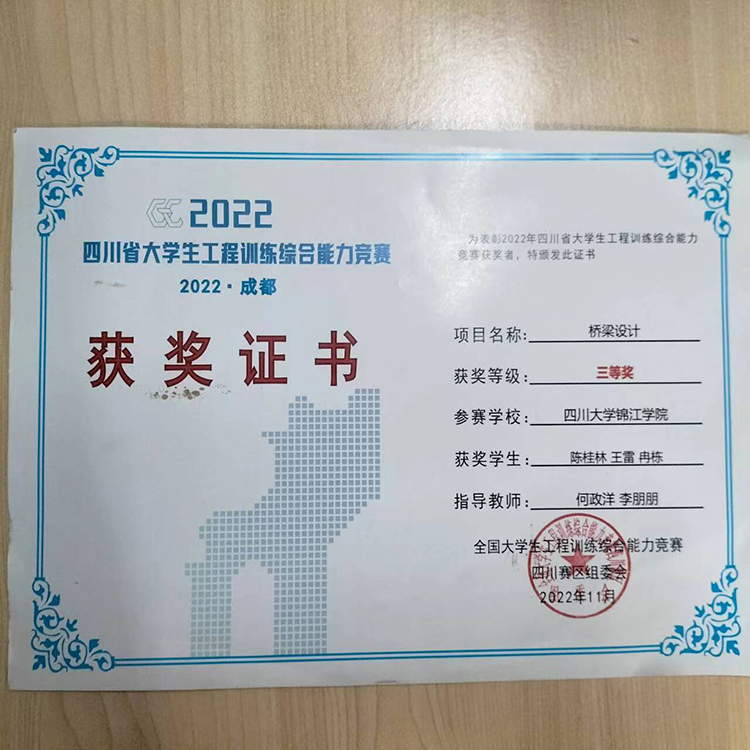 2022
四川省大学生工程训练综合能力竞赛
2022·成都
获奖证书
为表彰2022年四川省大学生工程训练综合能力
竞赛获奖者，特颁发此证书
项目名称: 桥梁设计
获奖等级: 三等奖
参赛学校: 四川大学锦江学院
获奖学生: 陈桂林 王雷 冉栋
指导教师: 何政洋 李朋朋
全国大学生工程训练综合能力竞赛
四川赛区组委会
2022年11月